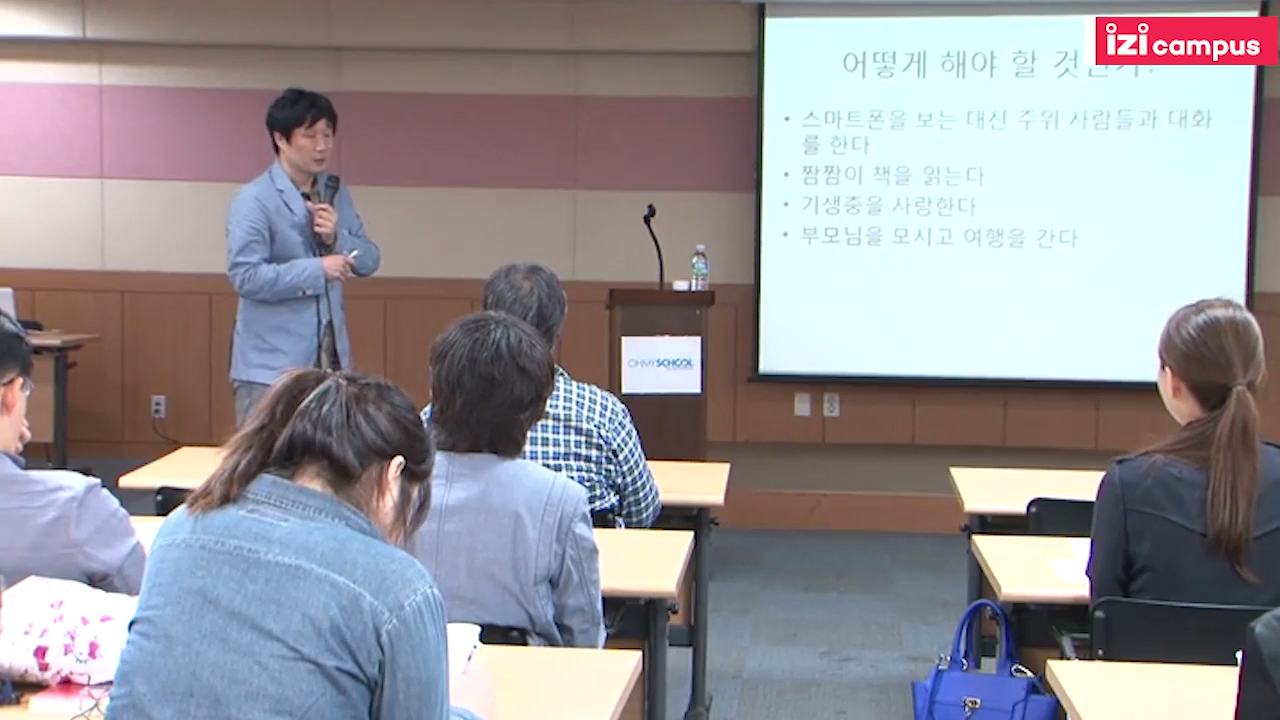 izi campus
어떻게 해야 할 것인가?
• 스마트폰을 보는 대신 주위 사람들과 대화
를 한다
• 짬짬이 책을 읽는다
• 기생충을 사랑한다
• 부모님을 모시고 여행을 간다
OHMYSCHOOL